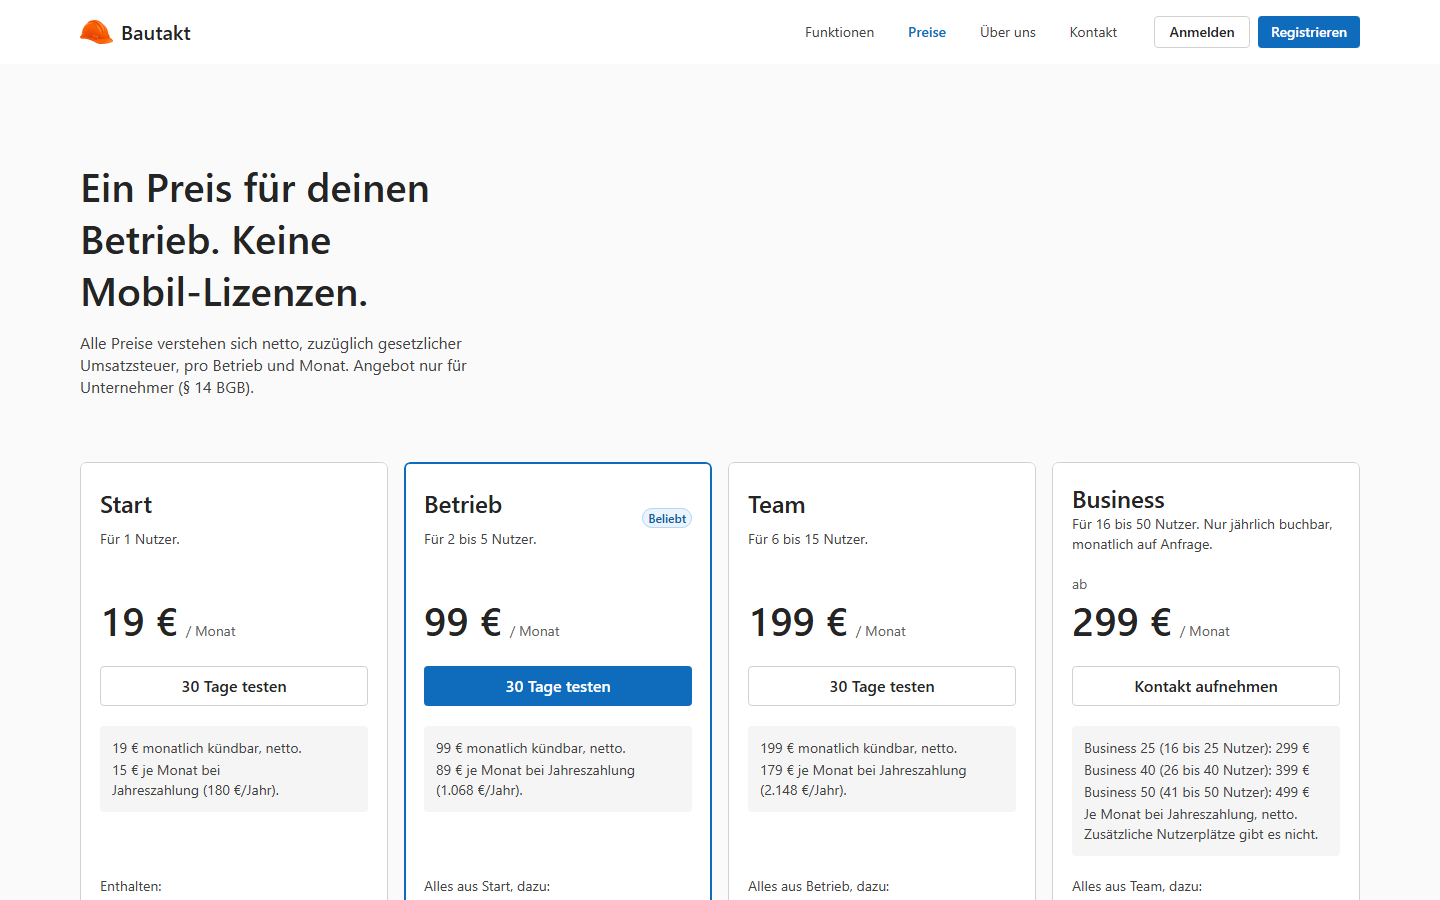 Bautakt
Funktionen
Preise
Über uns
Kontakt
Anmelden
Registrieren
Ein Preis für deinen
Betrieb. Keine
Mobil-Lizenzen.
Alle Preise verstehen sich netto, zuzüglich gesetzlicher
Umsatzsteuer, pro Betrieb und Monat. Angebot nur für
Unternehmer (§ 14 BGB).
Start
Für 1 Nutzer.
19 € / Monat
30 Tage testen
19 € monatlich kündbar, netto.
15 € je Monat bei
Jahreszahlung (180 €/Jahr).
Enthalten:
Betrieb
Beliebt
Für 2 bis 5 Nutzer.
99 € / Monat
30 Tage testen
99 € monatlich kündbar, netto.
89 € je Monat bei Jahreszahlung
(1.068 €/Jahr).
Alles aus Start, dazu:
Team
Für 6 bis 15 Nutzer.
199 € / Monat
30 Tage testen
199 € monatlich kündbar, netto.
179 € je Monat bei Jahreszahlung
(2.148 €/Jahr).
Alles aus Betrieb, dazu:
Business
Für 16 bis 50 Nutzer. Nur jährlich buchbar,
monatlich auf Anfrage.
ab
299 € / Monat
Kontakt aufnehmen
Business 25 (16 bis 25 Nutzer): 299 €
Business 40 (26 bis 40 Nutzer): 399 €
Business 50 (41 bis 50 Nutzer): 499 €
Je Monat bei Jahreszahlung, netto.
Zusätzliche Nutzerplätze gibt es nicht.
Alles aus Team, dazu: